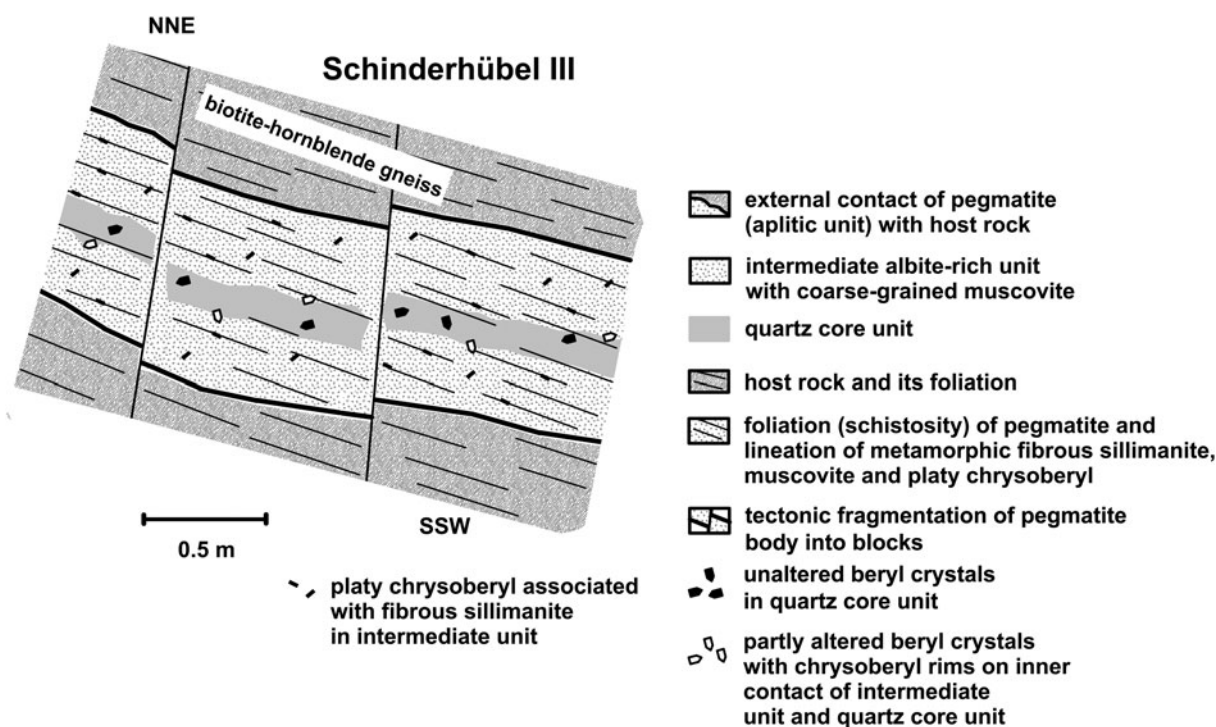 NNE
Schinderhübel III
biotite-hornblende gneiss
SSW
0.5 m
platy chrysoberyl associated
with fibrous sillimanite
in intermediate unit
external contact of pegmatite
(aplitic unit) with host rock
intermediate albite-rich unit
with coarse-grained muscovite
quartz core unit
host rock and its foliation
foliation (schistosity) of pegmatite and
lineation of metamorphic fibrous sillimanite,
muscovite and platy chrysoberyl
tectonic fragmentation of pegmatite
body into blocks
unaltered beryl crystals
in quartz core unit
partly altered beryl crystals
with chrysoberyl rims on inner
contact of intermediate
unit and quartz core unit